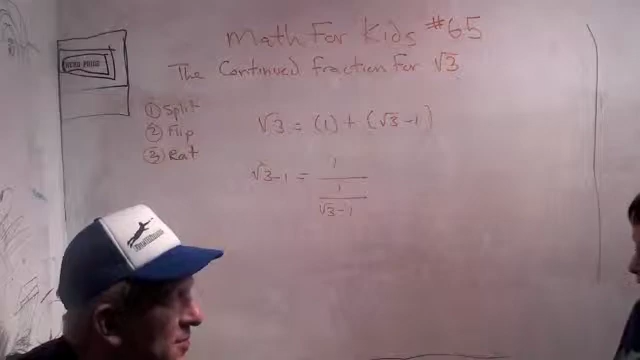 Math For Kids #65
The Continued fraction for √3
① Split
② Flip
③ Rat
√3 = (1) + (√3 - 1)
√3-1 = 1
1
√3-1